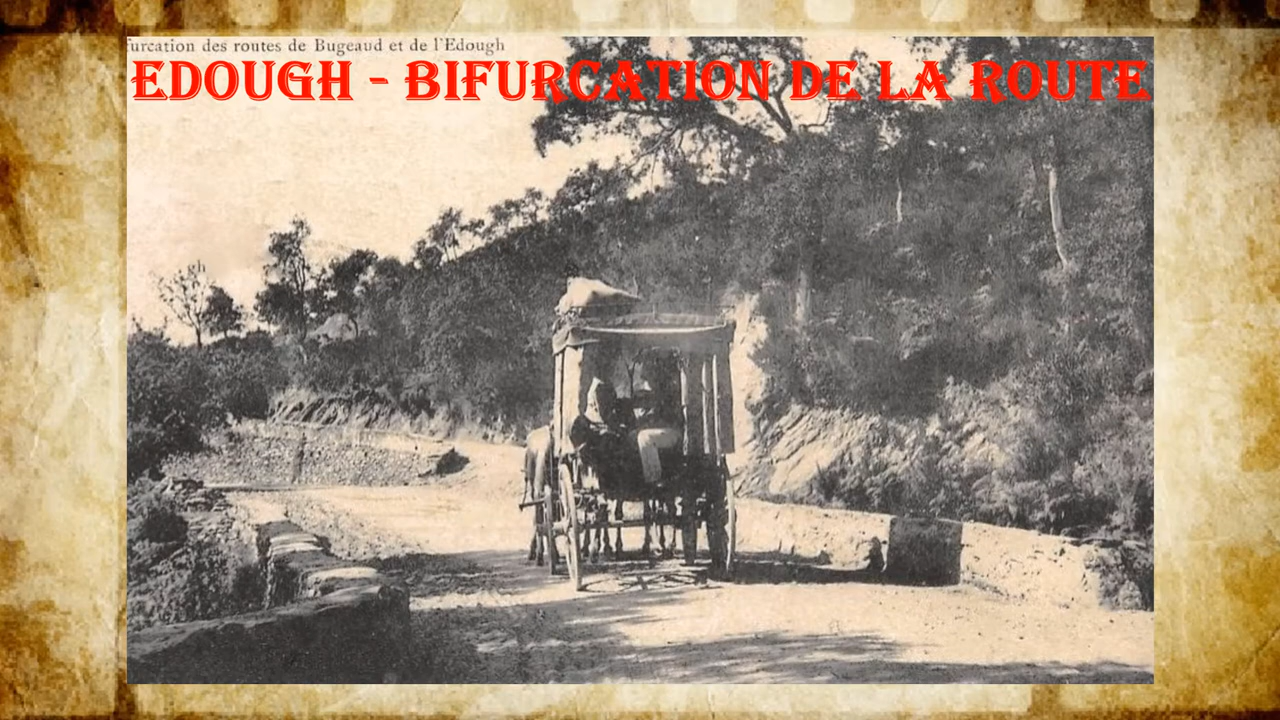 furcation des routes de Bugeaud et de l'Edough
EDOUGH - BIFURCATION DE LA ROUTE